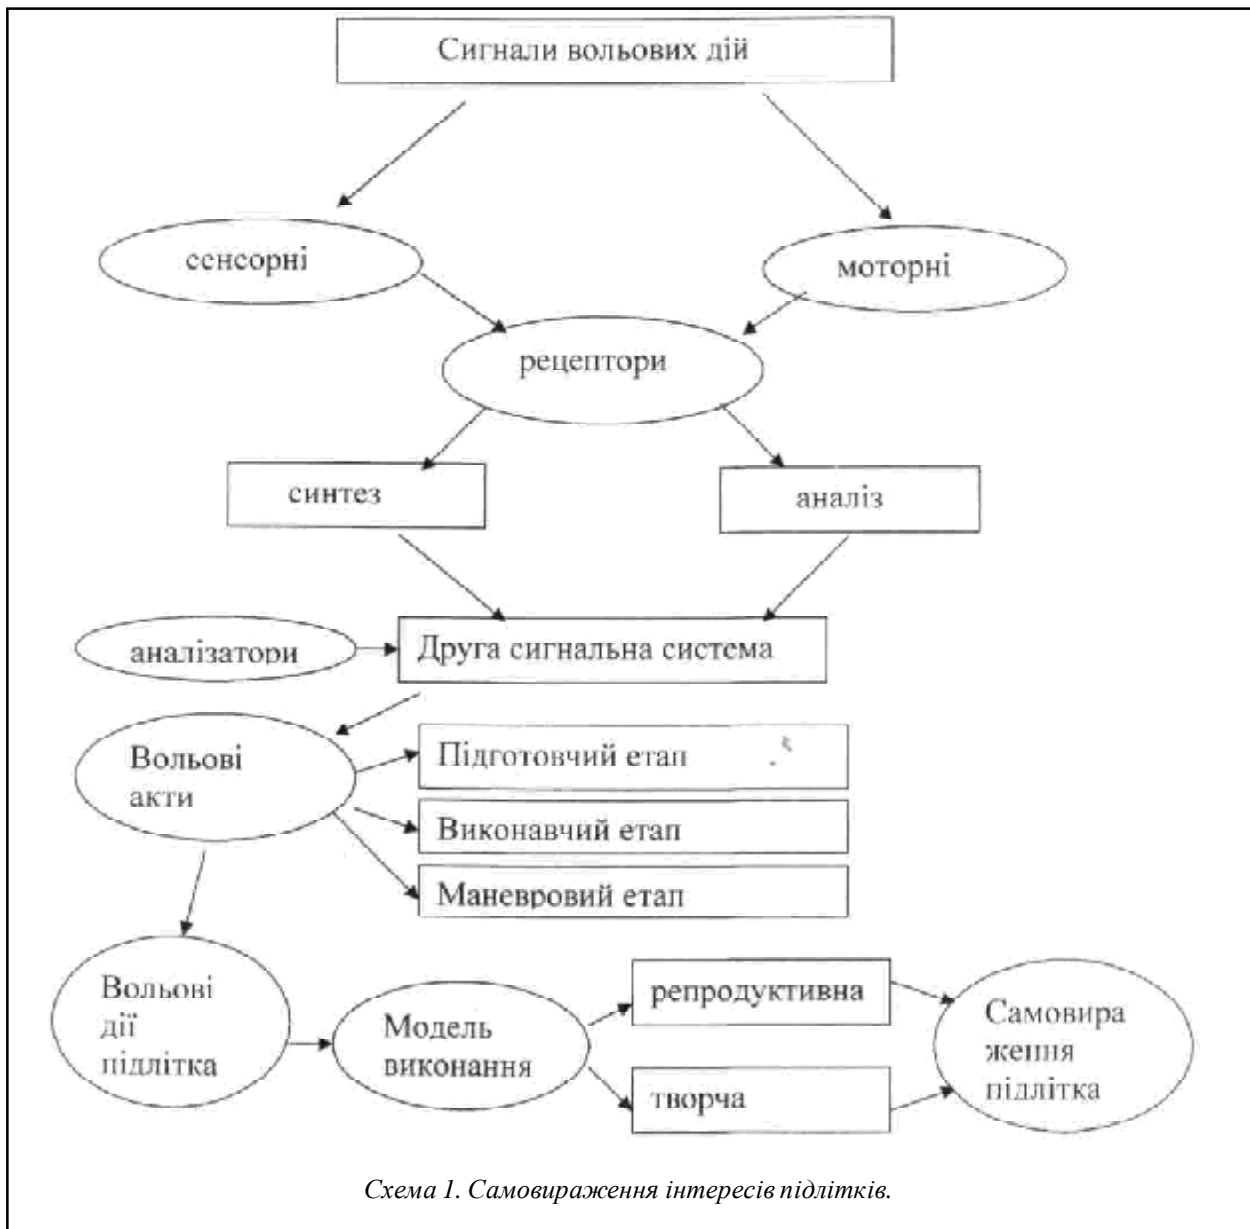 Сигнали вольових дій
сенсорні
моторні
рецептори
синтез
аналіз
аналізатори
Друга сигнальна система
Вольові
акти
Підготовчий етап
Виконавчий етап
Маневровий етап
Вольові
дії
підлітка
Модель
виконання
репродуктивна
творча
Самовира
ження
підлітка
Схема 1. Самовираження інтересів підлітків.